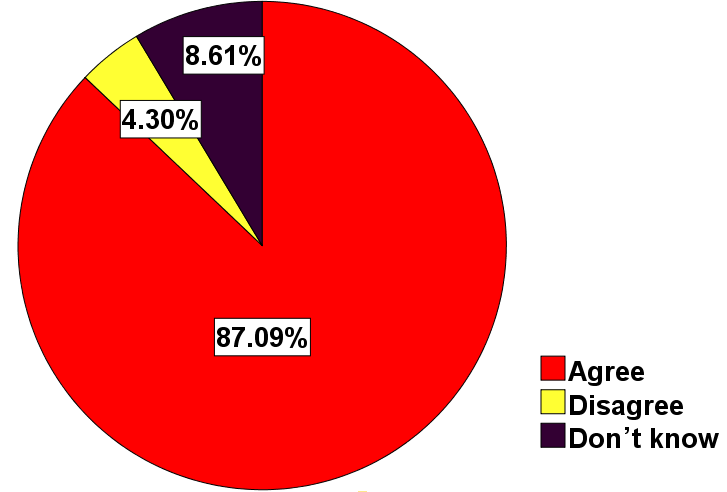 8.61%
4.30%
87.09%
Agree
Disagree
Don’t know